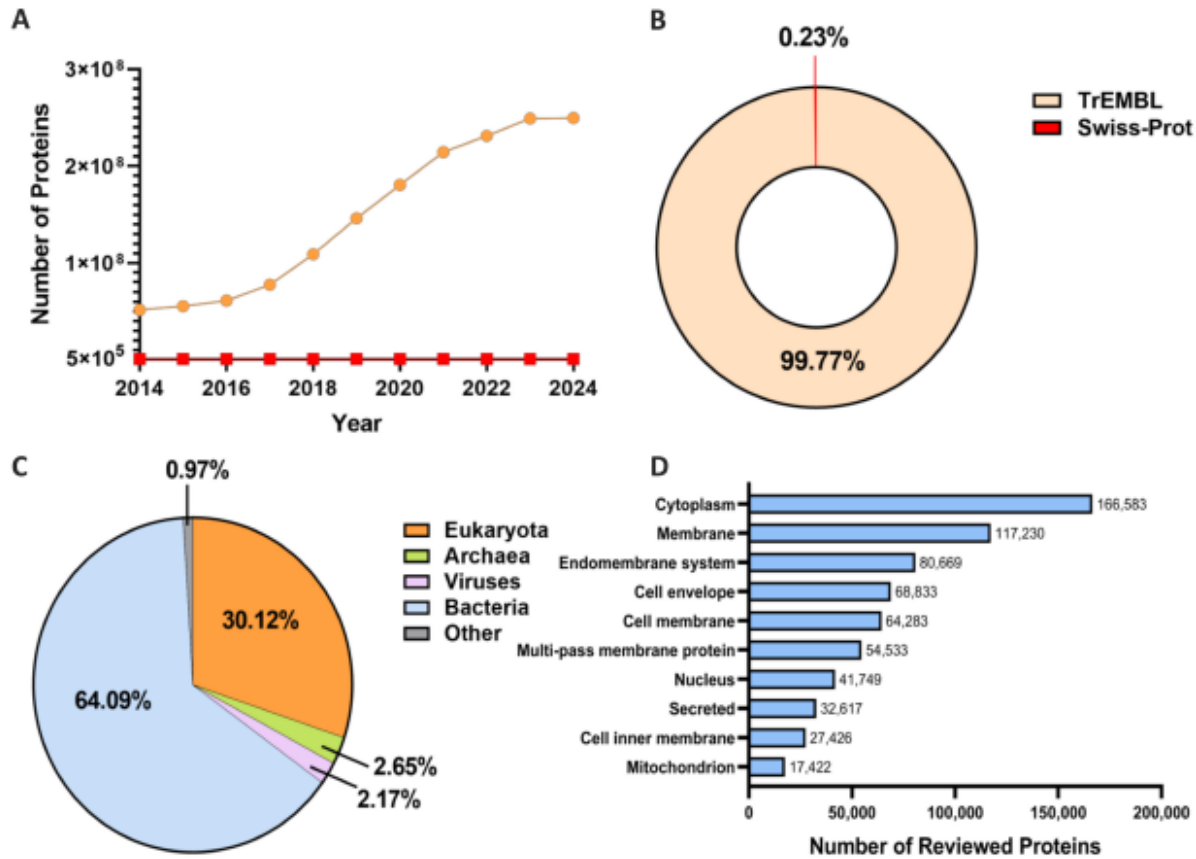 A
Number of Proteins
3×10⁸
2×10⁸
1×10⁸
5×10⁵
2014 2016 2018 2020 2022 2024
Year
B
0.23%
99.77%
TrEMBL
Swiss-Prot
C
0.97%
30.12%
64.09%
2.65%
2.17%
Eukaryota
Archaea
Viruses
Bacteria
Other
D
Cytoplasm 166,583
Membrane 117,230
Endomembrane system 80,669
Cell envelope 68,833
Cell membrane 64,283
Multi-pass membrane protein 54,533
Nucleus 41,749
Secreted 32,617
Cell inner membrane 27,426
Mitochondrion 17,422
0 50,000 100,000 150,000 200,000
Number of Reviewed Proteins